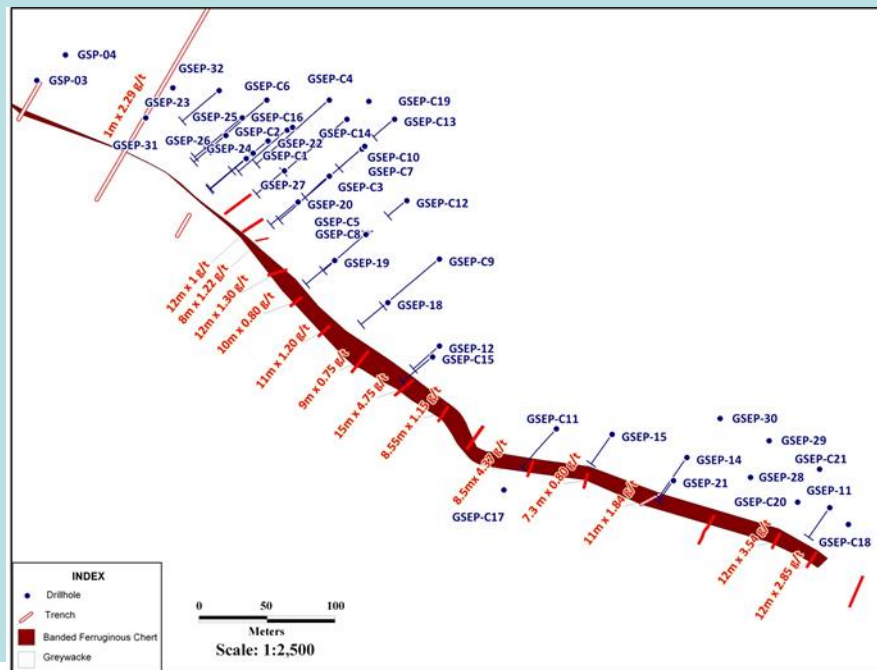 GSP-04
GSP-03
1m x 2.29 g/t
GSEP-32
GSEP-23
GSEP-31
GSEP-C6
GSEP-C4
GSEP-25
GSEP-C16
GSEP-26
GSEP-C2
GSEP-22
GSEP-24
GSEP-C1
GSEP-C14
GSEP-C19
GSEP-C13
GSEP-C10
GSEP-C7
GSEP-27
GSEP-C3
GSEP-20
GSEP-C12
GSEP-C5
GSEP-C8
GSEP-19
GSEP-C9
GSEP-18
12m x 1 g/t
8m x 1.22 g/t
12m x 1.30 g/t
10m x 0.80 g/t
11m x 1.20 g/t
9m x 0.75 g/t
15m x 4.75 g/t
8.55m x 1.15 g/t
GSEP-12
GSEP-C15
GSEP-C11
GSEP-15
GSEP-30
GSEP-29
GSEP-14
GSEP-C21
GSEP-28
GSEP-21
GSEP-C20
GSEP-11
GSEP-C17
GSEP-C18
8.5m x 4.37 g/t
7.3 m x 0.80 g/t
11m x 1.84 g/t
12m x 3.54 g/t
12m x 2.85 g/t
INDEX
Drillhole
Trench
Banded Ferruginous Chert
Greywacke
0 50 100
Meters
Scale: 1:2,500